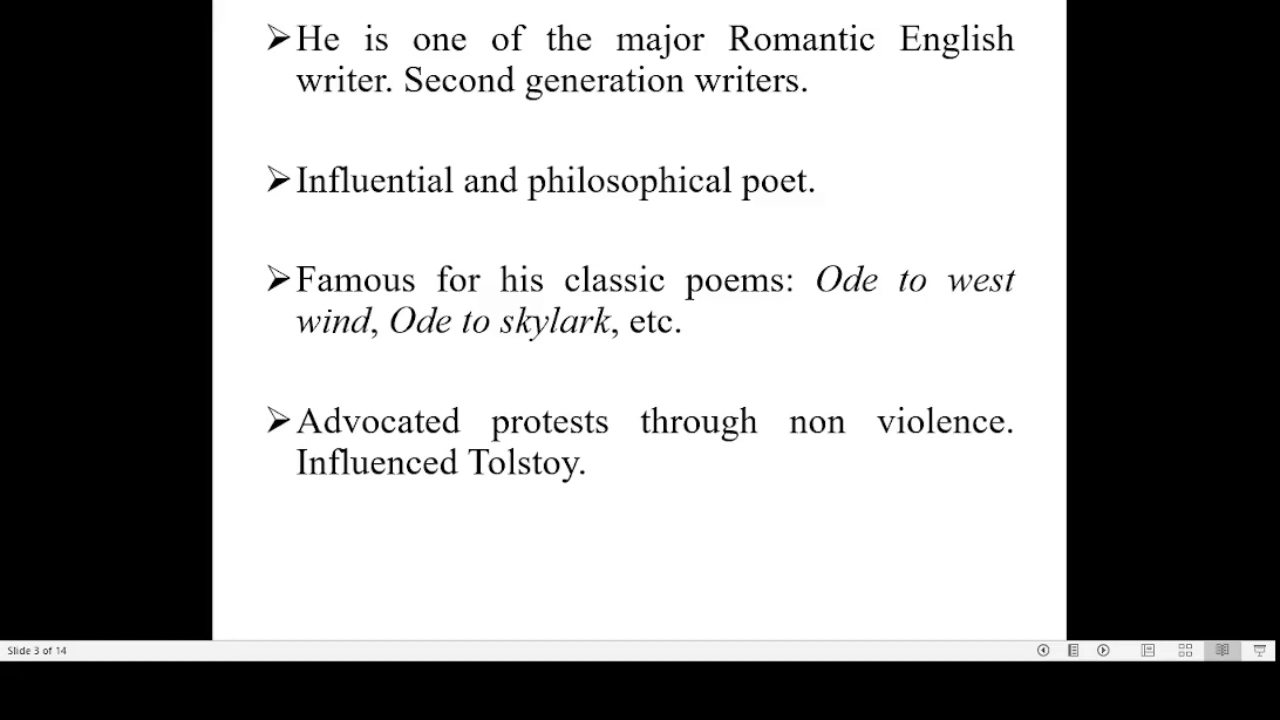 ➢He is one of the major Romantic English
writer. Second generation writers.
➢Influential and philosophical poet.
➢Famous for his classic poems: Ode to west
wind, Ode to skylark, etc.
➢Advocated protests through non violence.
Influenced Tolstoy.
Slide 3 of 14